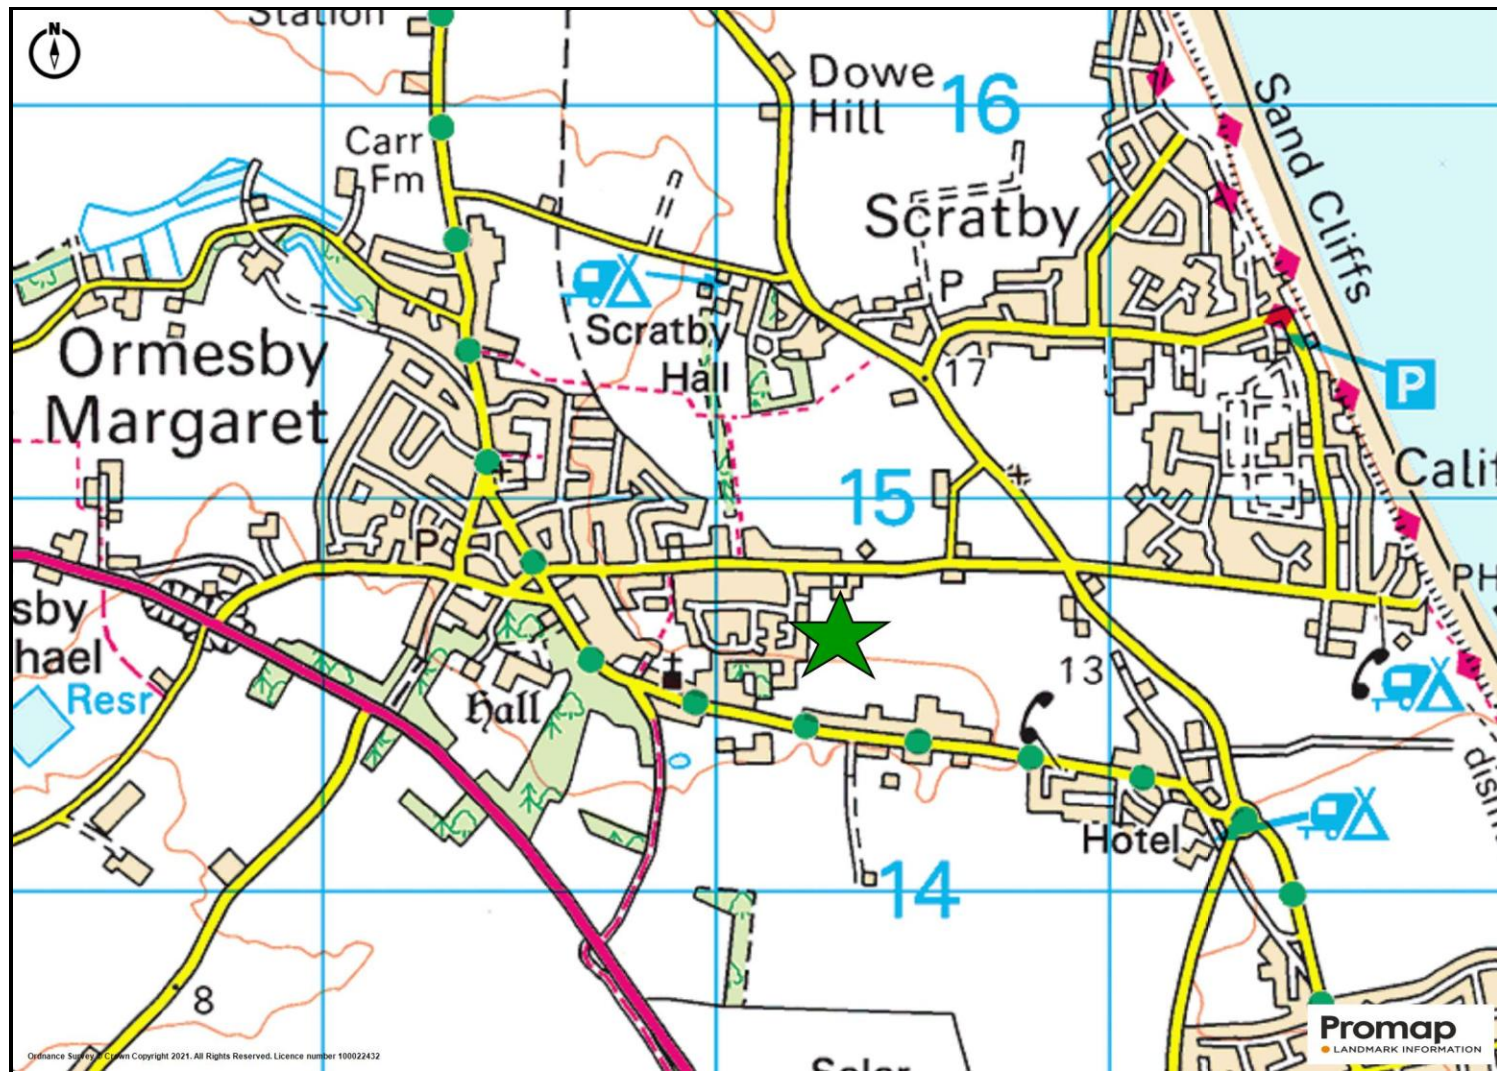 N
Station
Dowe
Hill
16
Sand Cliffs
Carr
Fm
Scratby
P
Scratby
Hall
Ormesby
Margaret
17
P
15
Calif
P
PH
sby
hael
Resr
Hall
13
14
Hotel
8
dism
Solar
Ordnance Survey © Crown Copyright 2021. All Rights Reserved. Licence number 100022432
Promap
LANDMARK INFORMATION